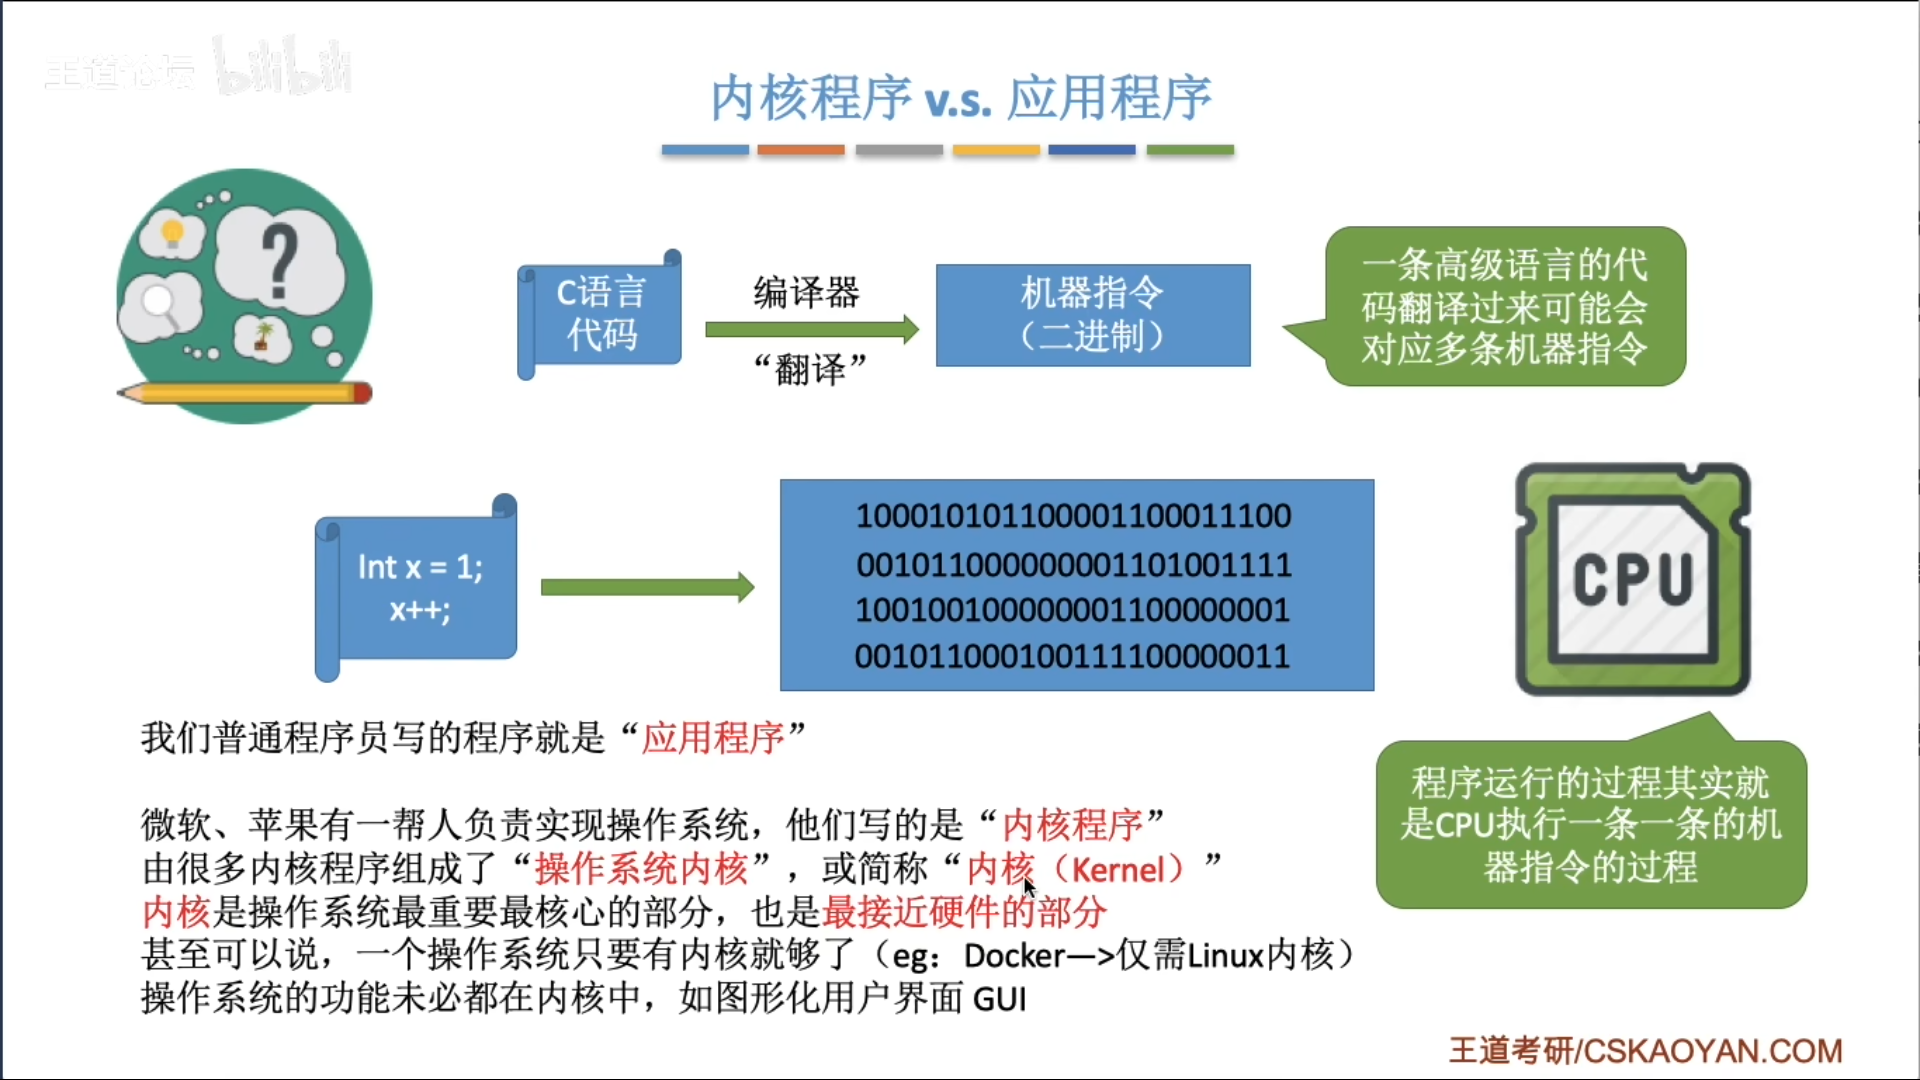 王道论坛 bilibili
内核程序 v.s. 应用程序
C语言
代码
编译器
“翻译”
机器指令
（二进制）
一条高级语言的代
码翻译过来可能会
对应多条机器指令
?
Int x = 1;
x++;
100010101100001100011100
001011000000001101001111
100100100000001100000001
001011000100111100000011
CPU
我们普通程序员写的程序就是“应用程序”
微软、苹果有一帮人负责实现操作系统，他们写的是“内核程序”
由很多内核程序组成了“操作系统内核”，或简称“内核（Kernel）”
内核是操作系统最重要最核心的部分，也是最接近硬件的部分
甚至可以说，一个操作系统只要有内核就够了（eg：Docker—>仅需Linux内核）
操作系统的功能未必都在内核中，如图形化用户界面 GUI
程序运行的过程其实就
是CPU执行一条一条的机
器指令的过程
王道考研/CSKAOYAN.COM